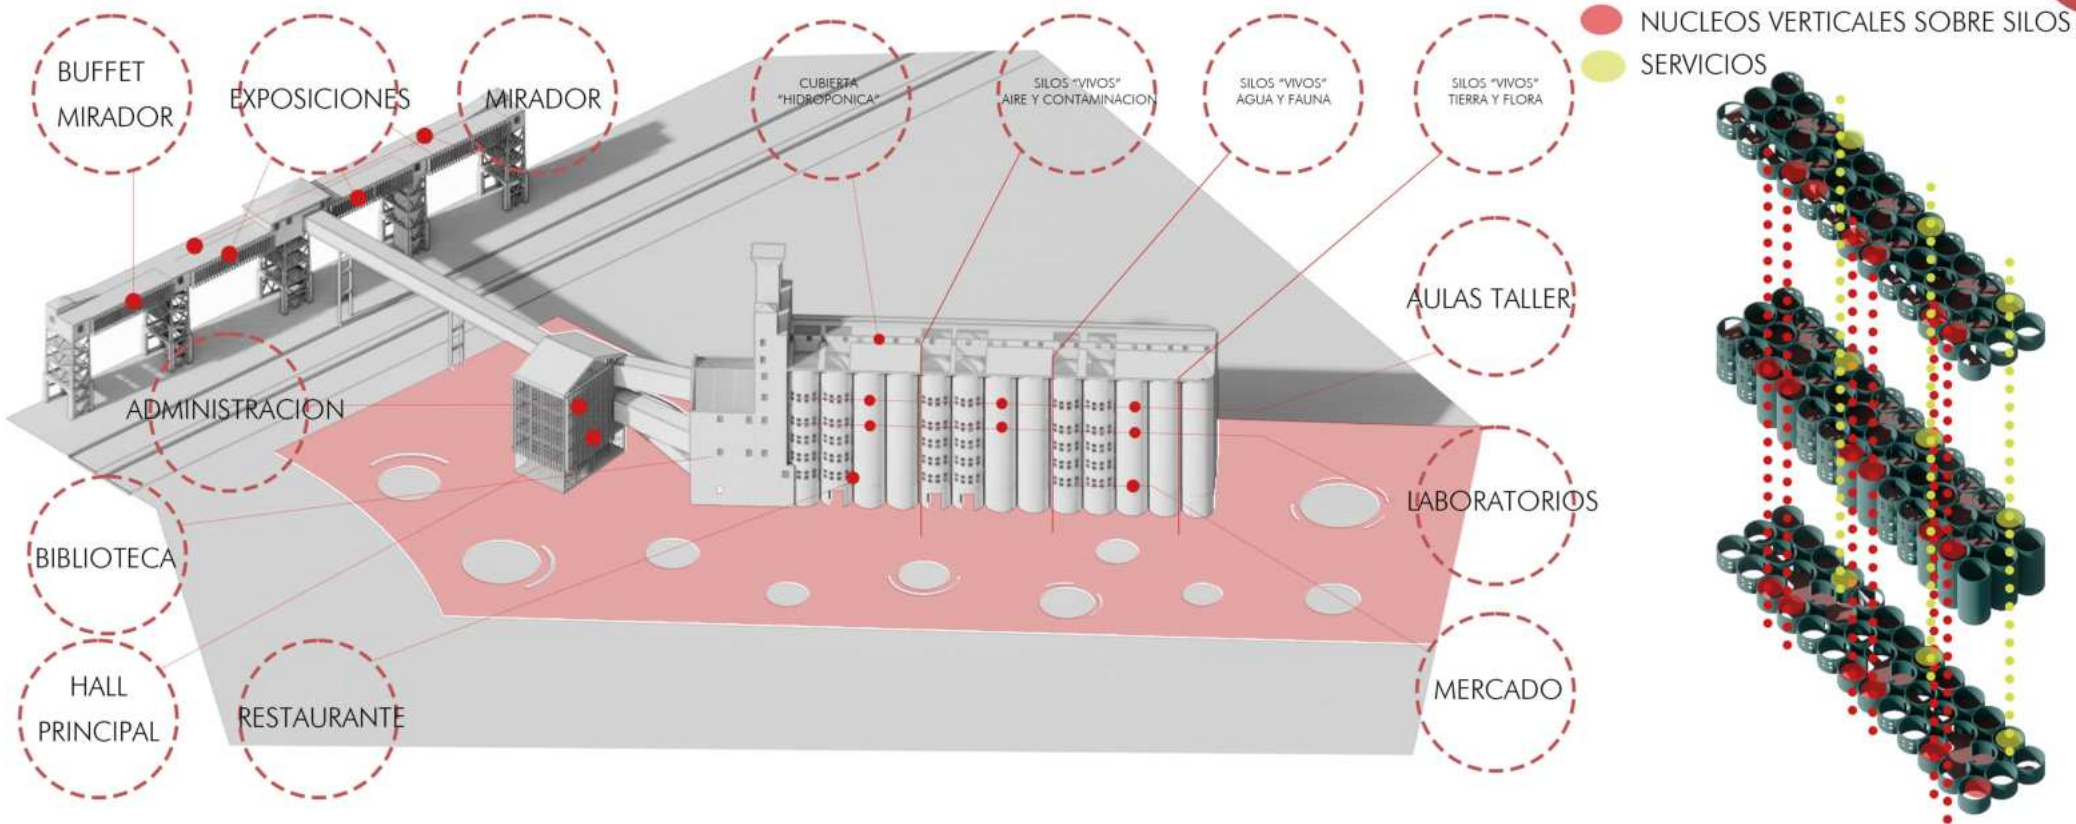 BUFFET
MIRADOR
EXPOSICIONES
MIRADOR
CUBIERTA
"HIDROPONICA"
SILOS "VIVOS"
AIRE Y CONTAMINACION
SILOS "VIVOS"
AGUA Y FAUNA
SILOS "VIVOS"
TIERRA Y FLORA
NUCLEOS VERTICALES SOBRE SILOS
SERVICIOS
AULAS TALLER
ADMINISTRACION
LABORATORIOS
BIBLIOTECA
HALL
PRINCIPAL
RESTAURANTE
MERCADO